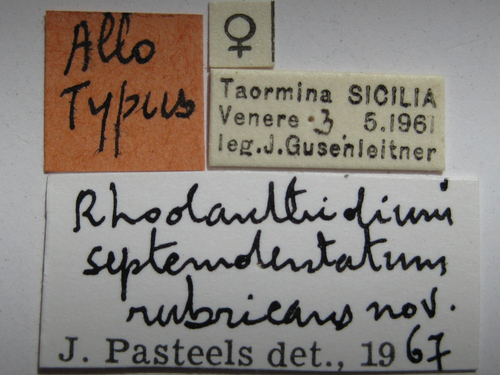 Allo
Typus
♀
Taormina SICILIA
Venere 3. 5.1961
leg.J.Gusenleitner
Rhodanthidium
septemdentatum
rubricans nov.
J. Pasteels det., 1967